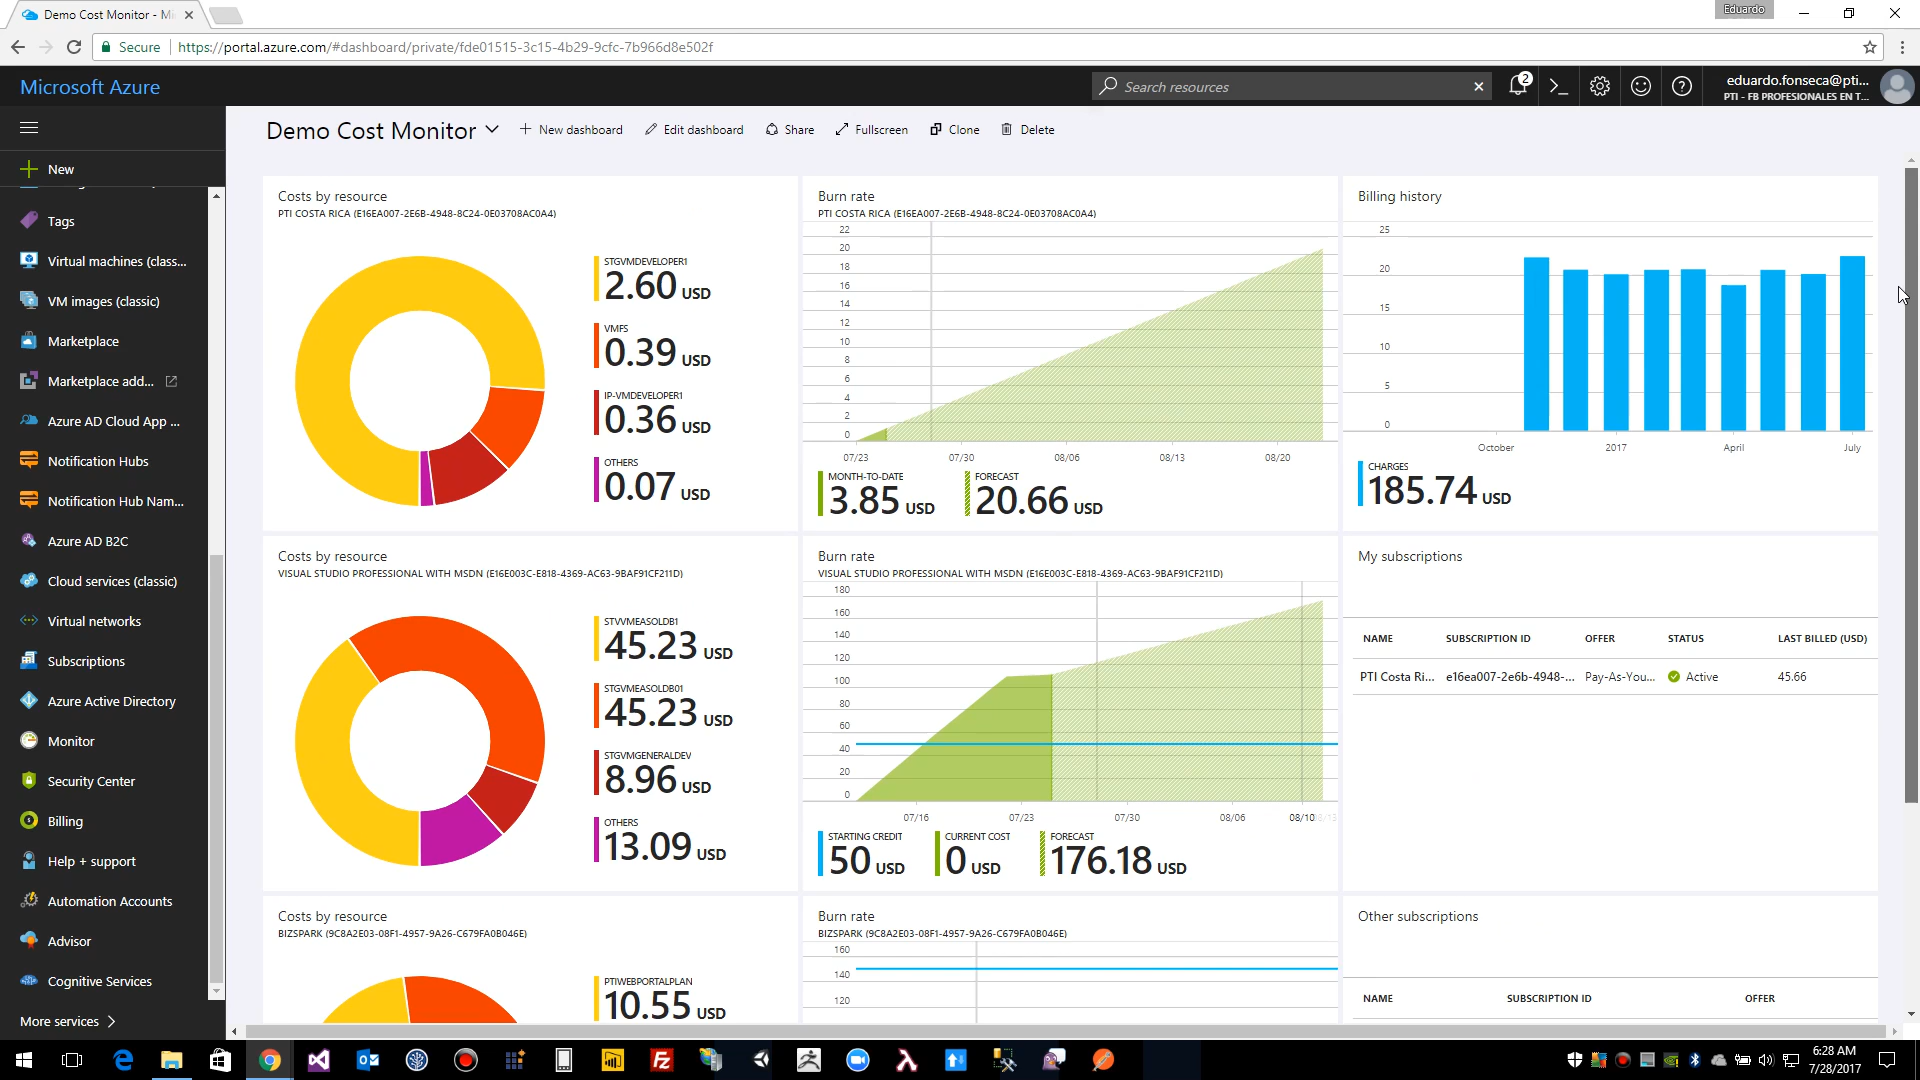 Demo Cost Monitor - Mi
Eduardo
Secure
https://portal.azure.com/#dashboard/private/fde01515-3c15-4b29-9cfc-7b966d8e502f
Microsoft Azure
Search resources
2
eduardo.fonseca@pti...
PTI - FB PROFESIONALES EN T...
New
Tags
Virtual machines (class...
VM images (classic)
Marketplace
Marketplace add...
Azure AD Cloud App ...
Notification Hubs
Notification Hub Nam...
Azure AD B2C
Cloud services (classic)
Virtual networks
Subscriptions
Azure Active Directory
Monitor
Security Center
Billing
Help + support
Automation Accounts
Advisor
Cognitive Services
More services
Demo Cost Monitor
New dashboard
Edit dashboard
Share
Fullscreen
Clone
Delete
Costs by resource
PTI COSTA RICA (E16EA007-2E6B-4948-8C24-0E03708AC0A4)
STGVMDEVELOPER1
2.60 USD
VMFS
0.39 USD
IP-VMDEVELOPER1
0.36 USD
OTHERS
0.07 USD
Burn rate
PTI COSTA RICA (E16EA007-2E6B-4948-8C24-0E03708AC0A4)
22
20
18
16
14
12
10
8
6
4
2
0
07/23 07/30 08/06 08/13 08/20
MONTH-TO-DATE
3.85 USD
FORECAST
20.66 USD
Billing history
25
20
15
10
5
0
October 2017 April July
CHARGES
185.74 USD
Costs by resource
VISUAL STUDIO PROFESSIONAL WITH MSDN (E16E003C-E818-4369-AC63-9BAF91CF211D)
STVVMEASOLDB1
45.23 USD
STGVMEASOLDB01
45.23 USD
STGVMGENERALDEV
8.96 USD
OTHERS
13.09 USD
Burn rate
VISUAL STUDIO PROFESSIONAL WITH MSDN (E16E003C-E818-4369-AC63-9BAF91CF211D)
180
160
140
120
100
80
60
40
20
0
07/16 07/23 07/30 08/06 08/10
STARTING CREDIT
50 USD
CURRENT COST
0 USD
FORECAST
176.18 USD
My subscriptions
NAME SUBSCRIPTION ID OFFER STATUS LAST BILLED (USD)
PTI Costa Ri... e16ea007-2e6b-4948-... Pay-As-You... Active 45.66
Costs by resource
BIZSPARK (9C8A2E03-08F1-4957-9A26-C679FA0B046E)
PTIWEBPORTALPLAN
10.55 USD
Burn rate
BIZSPARK (9C8A2E03-08F1-4957-9A26-C679FA0B046E)
160
140
120
Other subscriptions
NAME SUBSCRIPTION ID OFFER
6:28 AM
7/28/2017